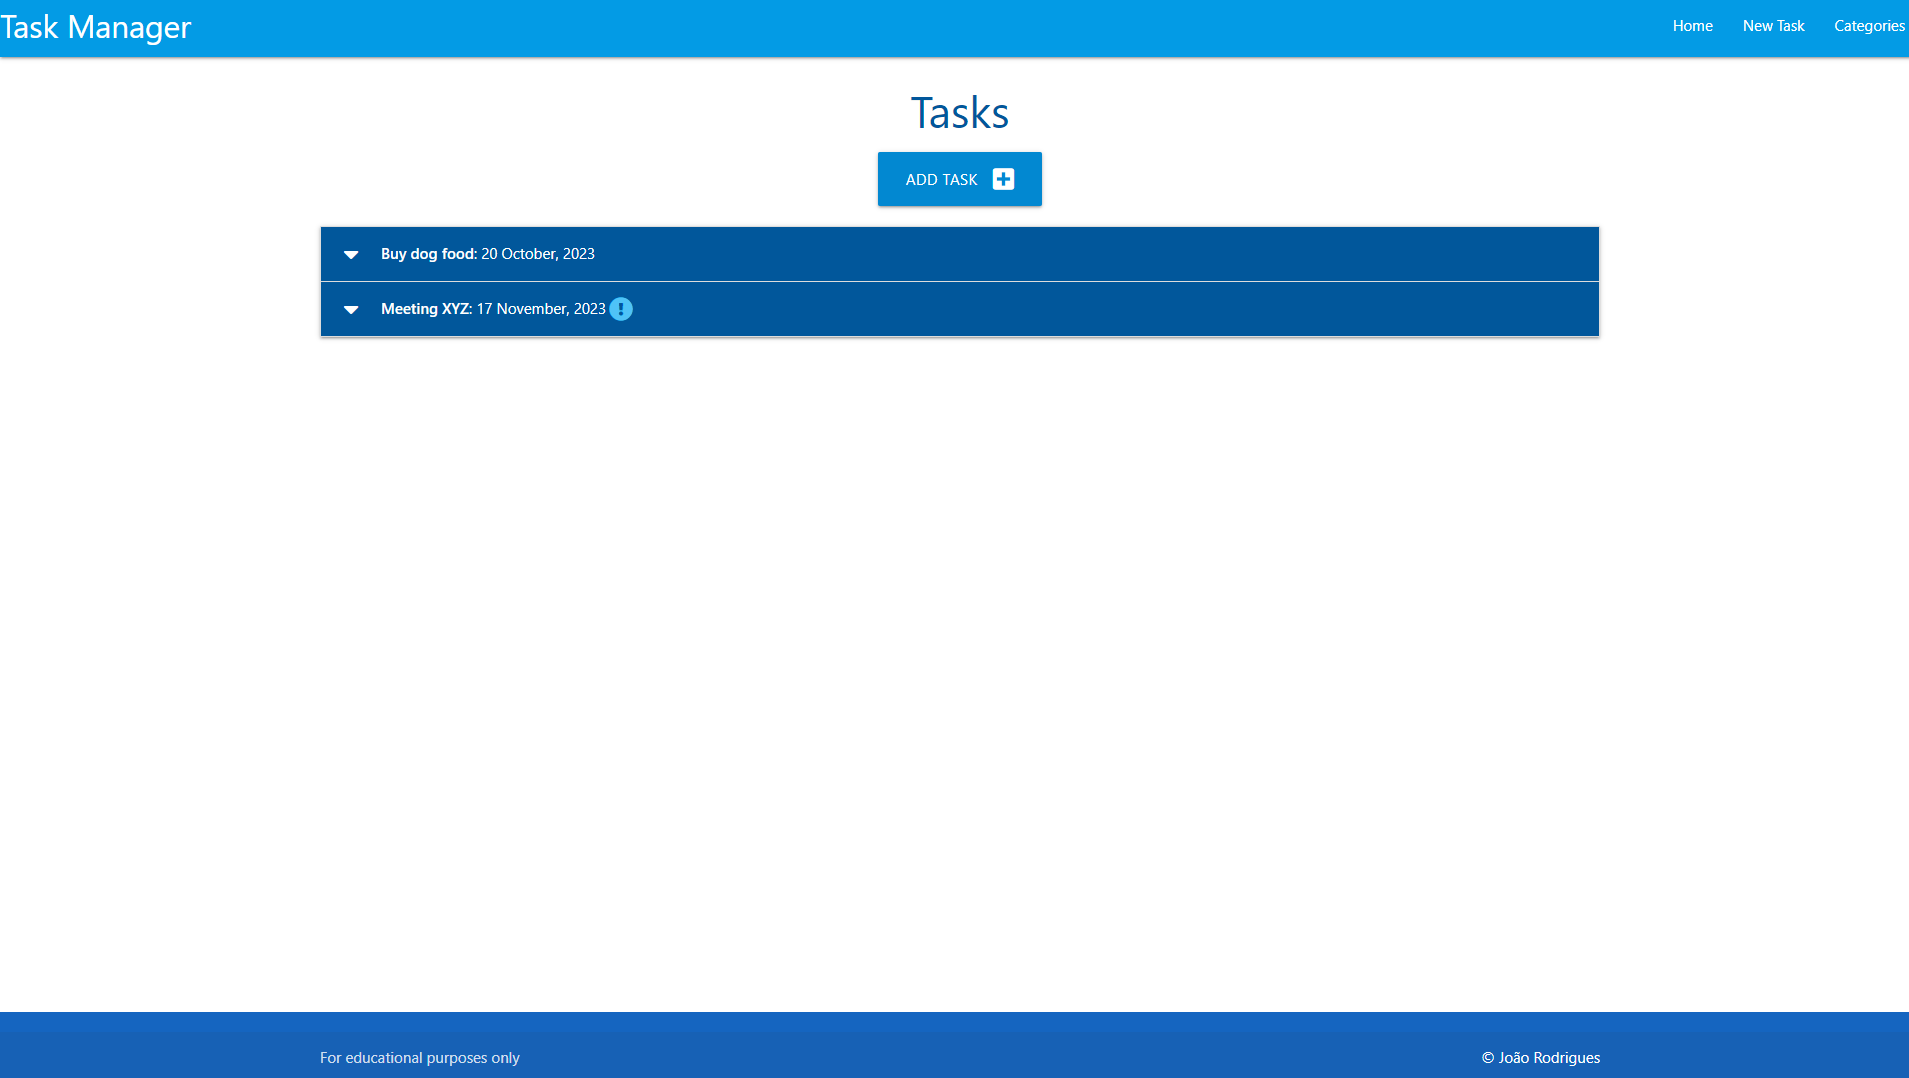 Task Manager
Home New Task Categories
Tasks
ADD TASK
Buy dog food: 20 October, 2023
Meeting XYZ: 17 November, 2023
For educational purposes only
© João Rodrigues